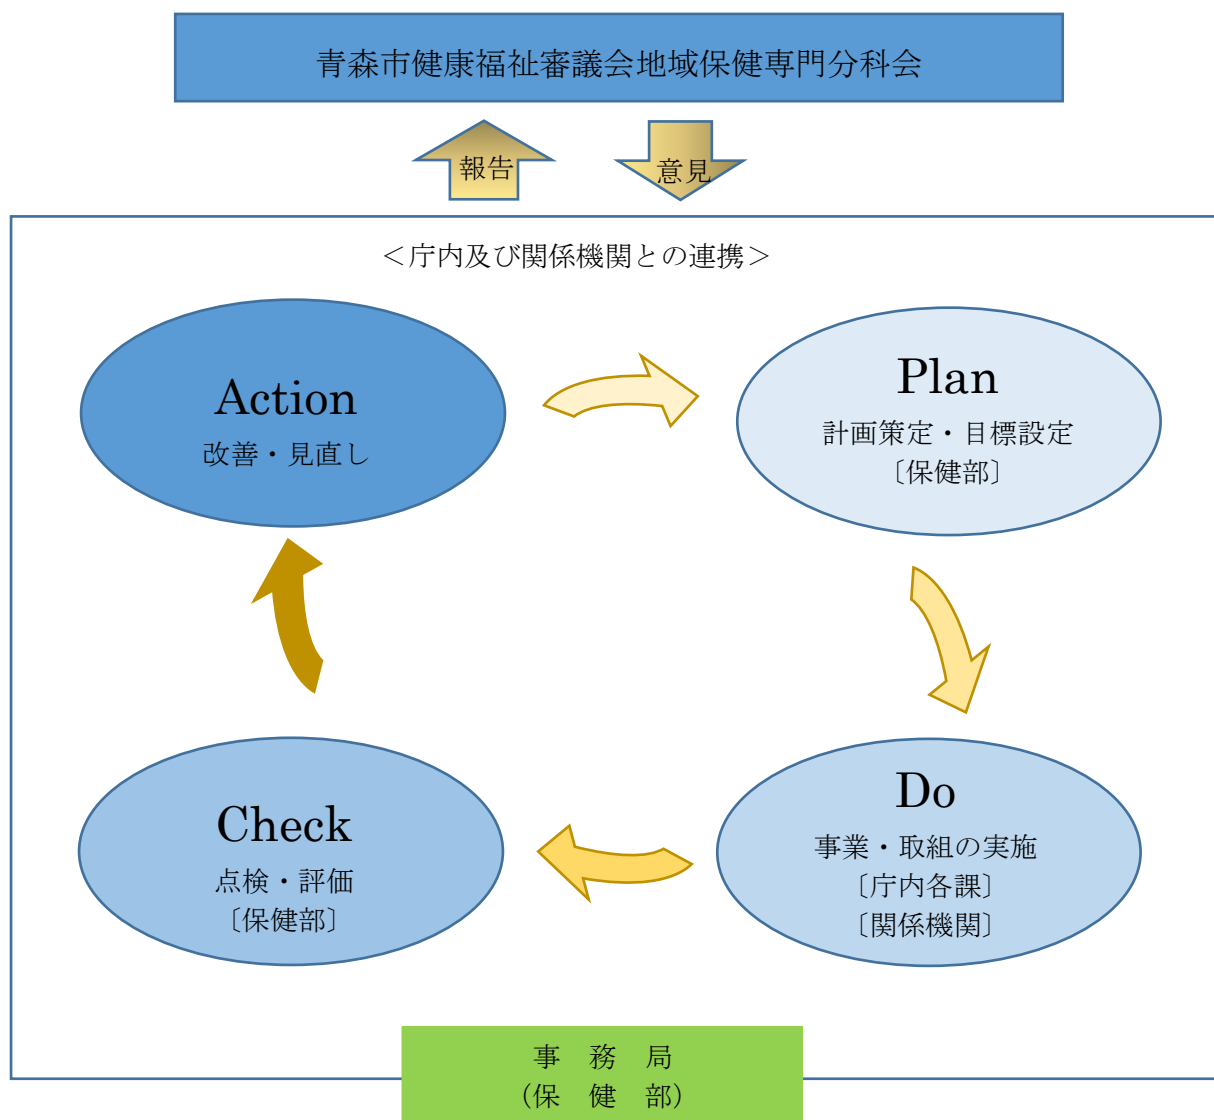 青森市健康福祉審議会地域保健専門分科会
報告
意見
＜庁内及び関係機関との連携＞
Action
改善・見直し
Plan
計画策定・目標設定
〔保健部〕
Check
点検・評価
〔保健部〕
Do
事業・取組の実施
〔庁内各課〕
〔関係機関〕
事　務　局
（保　健　部）